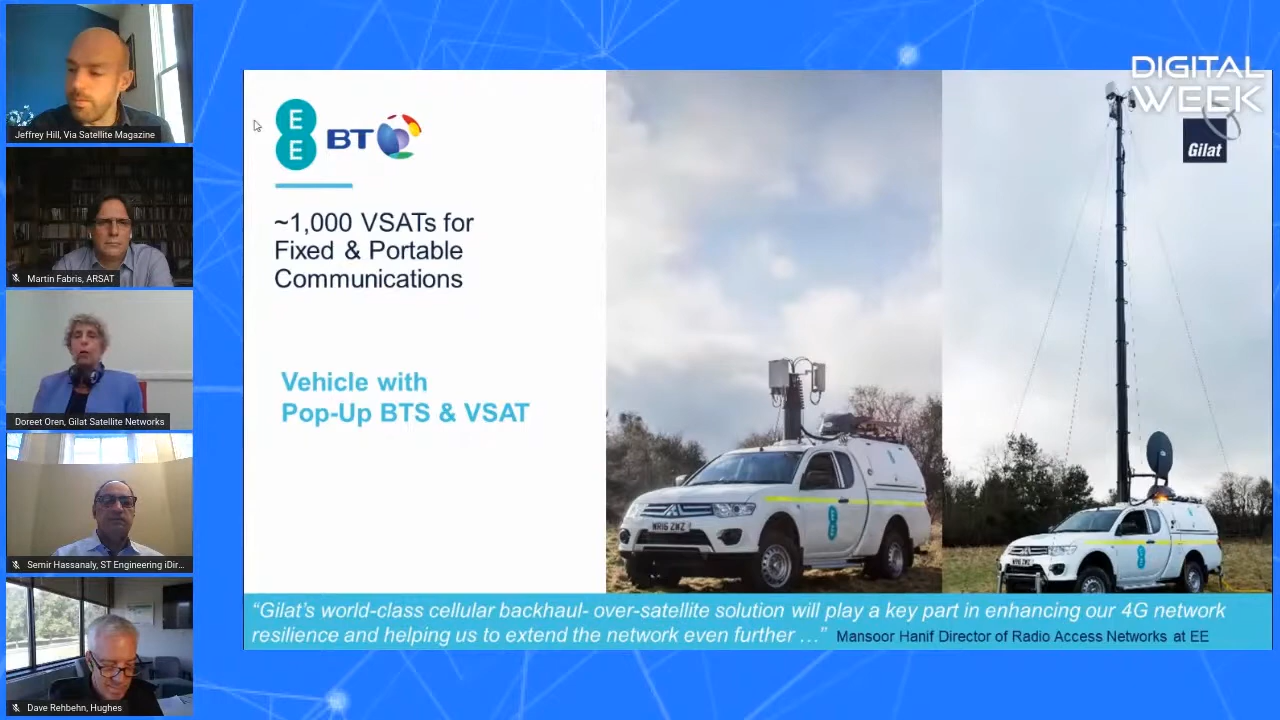 Jeffrey Hill, Via Satellite Magazine
Martin Fabris, ARSAT
Doreet Oren, Gilat Satellite Networks
Semir Hassanaly, ST Engineering iDir...
Dave Rehbehn, Hughes
DIGITAL
WEEK
Gilat
EE
BT
~1,000 VSATs for
Fixed & Portable
Communications
Vehicle with
Pop-Up BTS & VSAT
WR16 ZWZ
“Gilat’s world-class cellular backhaul- over-satellite solution will play a key part in enhancing our 4G network
resilience and helping us to extend the network even further …” Mansoor Hanif Director of Radio Access Networks at EE